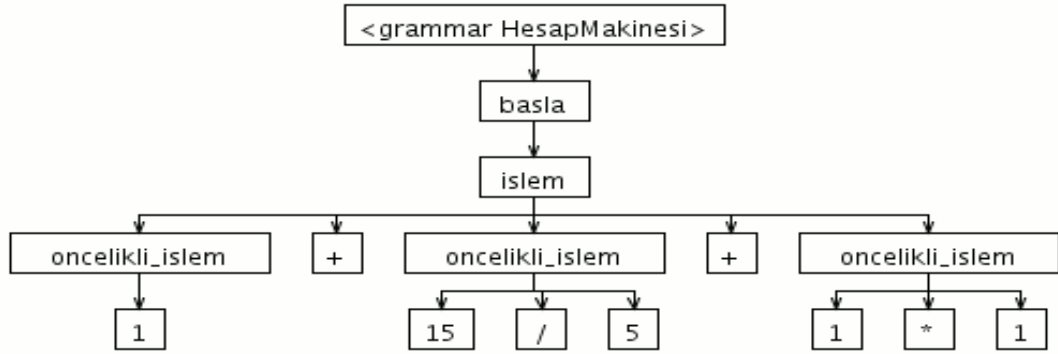 <grammar HesapMakinesi>
basla
islem
oncelikli_islem + oncelikli_islem + oncelikli_islem
1 15 / 5 1 * 1